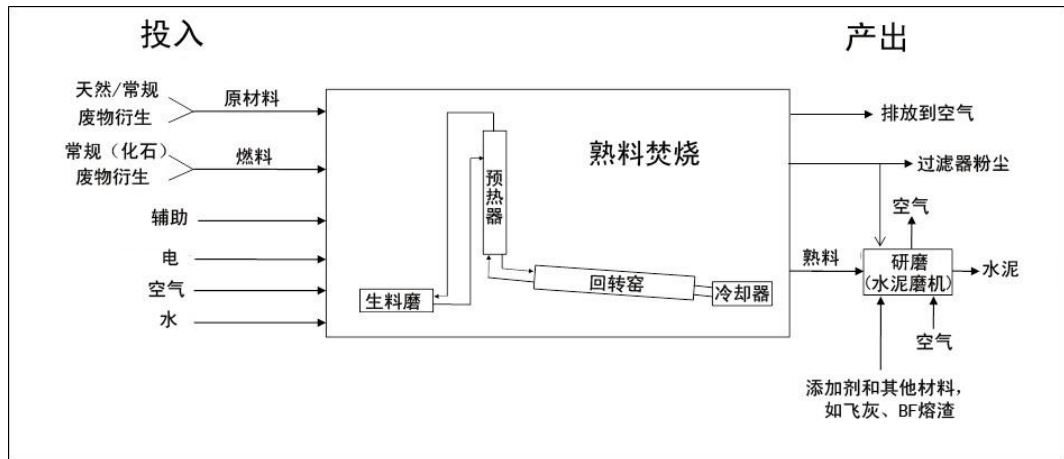 投入
产出
天然/常规
废物衍生
原材料
常规（化石）
废物衍生
燃料
辅助
电
空气
水
熟料焚烧
预热器
生料磨
回转窑
冷却器
排放到空气
过滤器粉尘
空气
熟料
研磨
(水泥磨机)
水泥
空气
添加剂和其他材料，
如飞灰、BF熔渣